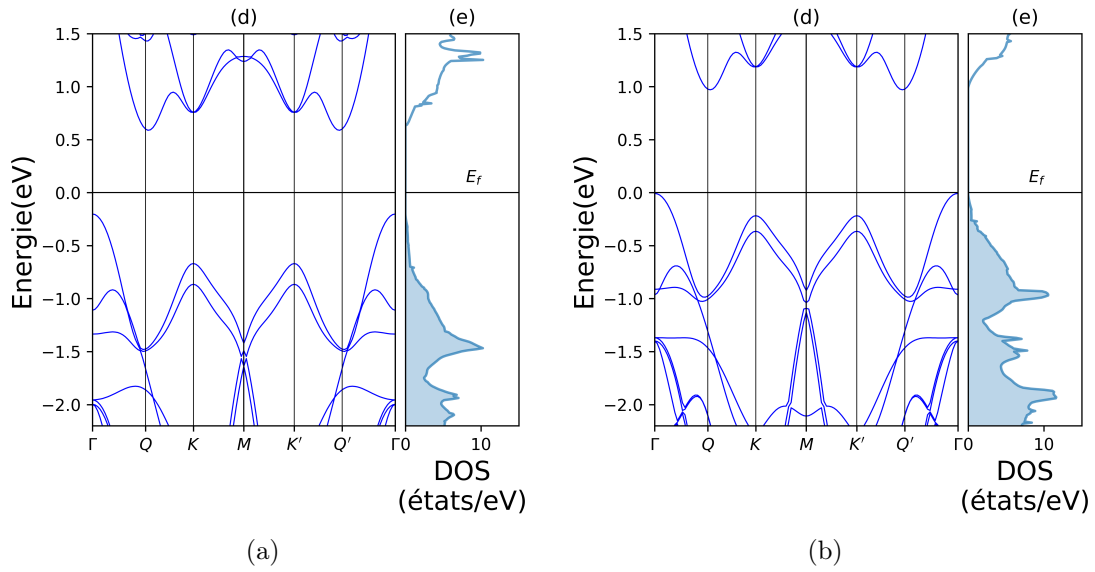 (d)
(e)
1.5
1.0
0.5
0.0
−0.5
−1.0
−1.5
−2.0
Energie(eV)
E_f
Γ
Q
K
M
K′
Q′
Γ
0
10
DOS
(états/eV)
(a)
(d)
(e)
1.5
1.0
0.5
0.0
−0.5
−1.0
−1.5
−2.0
Energie(eV)
E_f
Γ
Q
K
M
K′
Q′
Γ
0
10
DOS
(états/eV)
(b)